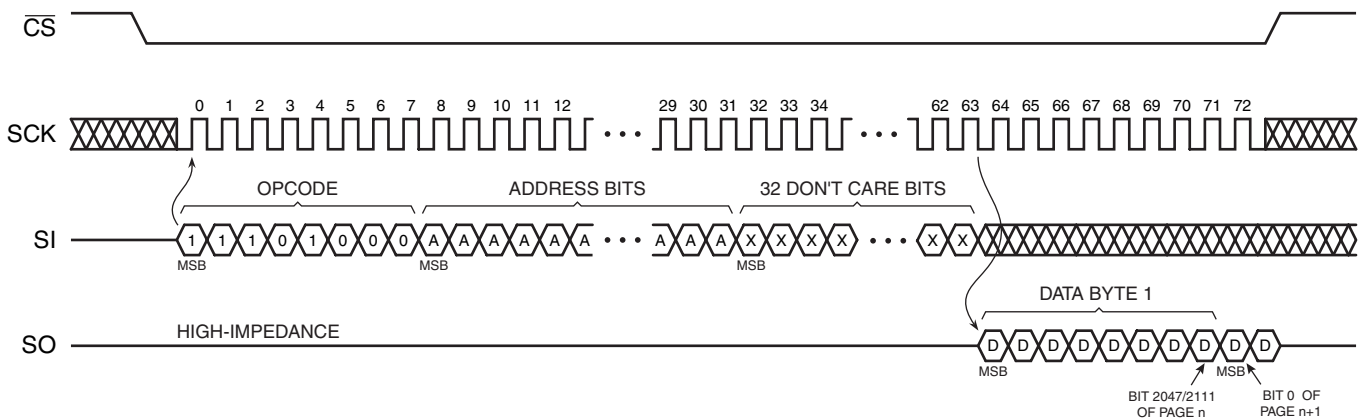 CS
0 1 2 3 4 5 6 7 8 9 10 11 12 29 30 31 32 33 34 62 63 64 65 66 67 68 69 70 71 72
SCK
OPCODE ADDRESS BITS 32 DON'T CARE BITS
SI 1 1 1 0 1 0 0 0 A A A A A A A A A X X X X X X
MSB MSB MSB
DATA BYTE 1
HIGH-IMPEDANCE
SO D D D D D D D D D D
MSB MSB
BIT 2047/2111
OF PAGE n
BIT 0 OF
PAGE n+1